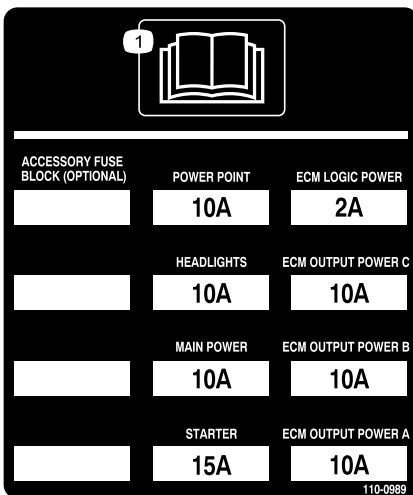 1
ACCESSORY FUSE
BLOCK (OPTIONAL)
POWER POINT
ECM LOGIC POWER
10A
2A
HEADLIGHTS
ECM OUTPUT POWER C
10A
10A
MAIN POWER
ECM OUTPUT POWER B
10A
10A
STARTER
ECM OUTPUT POWER A
15A
10A
110-0989